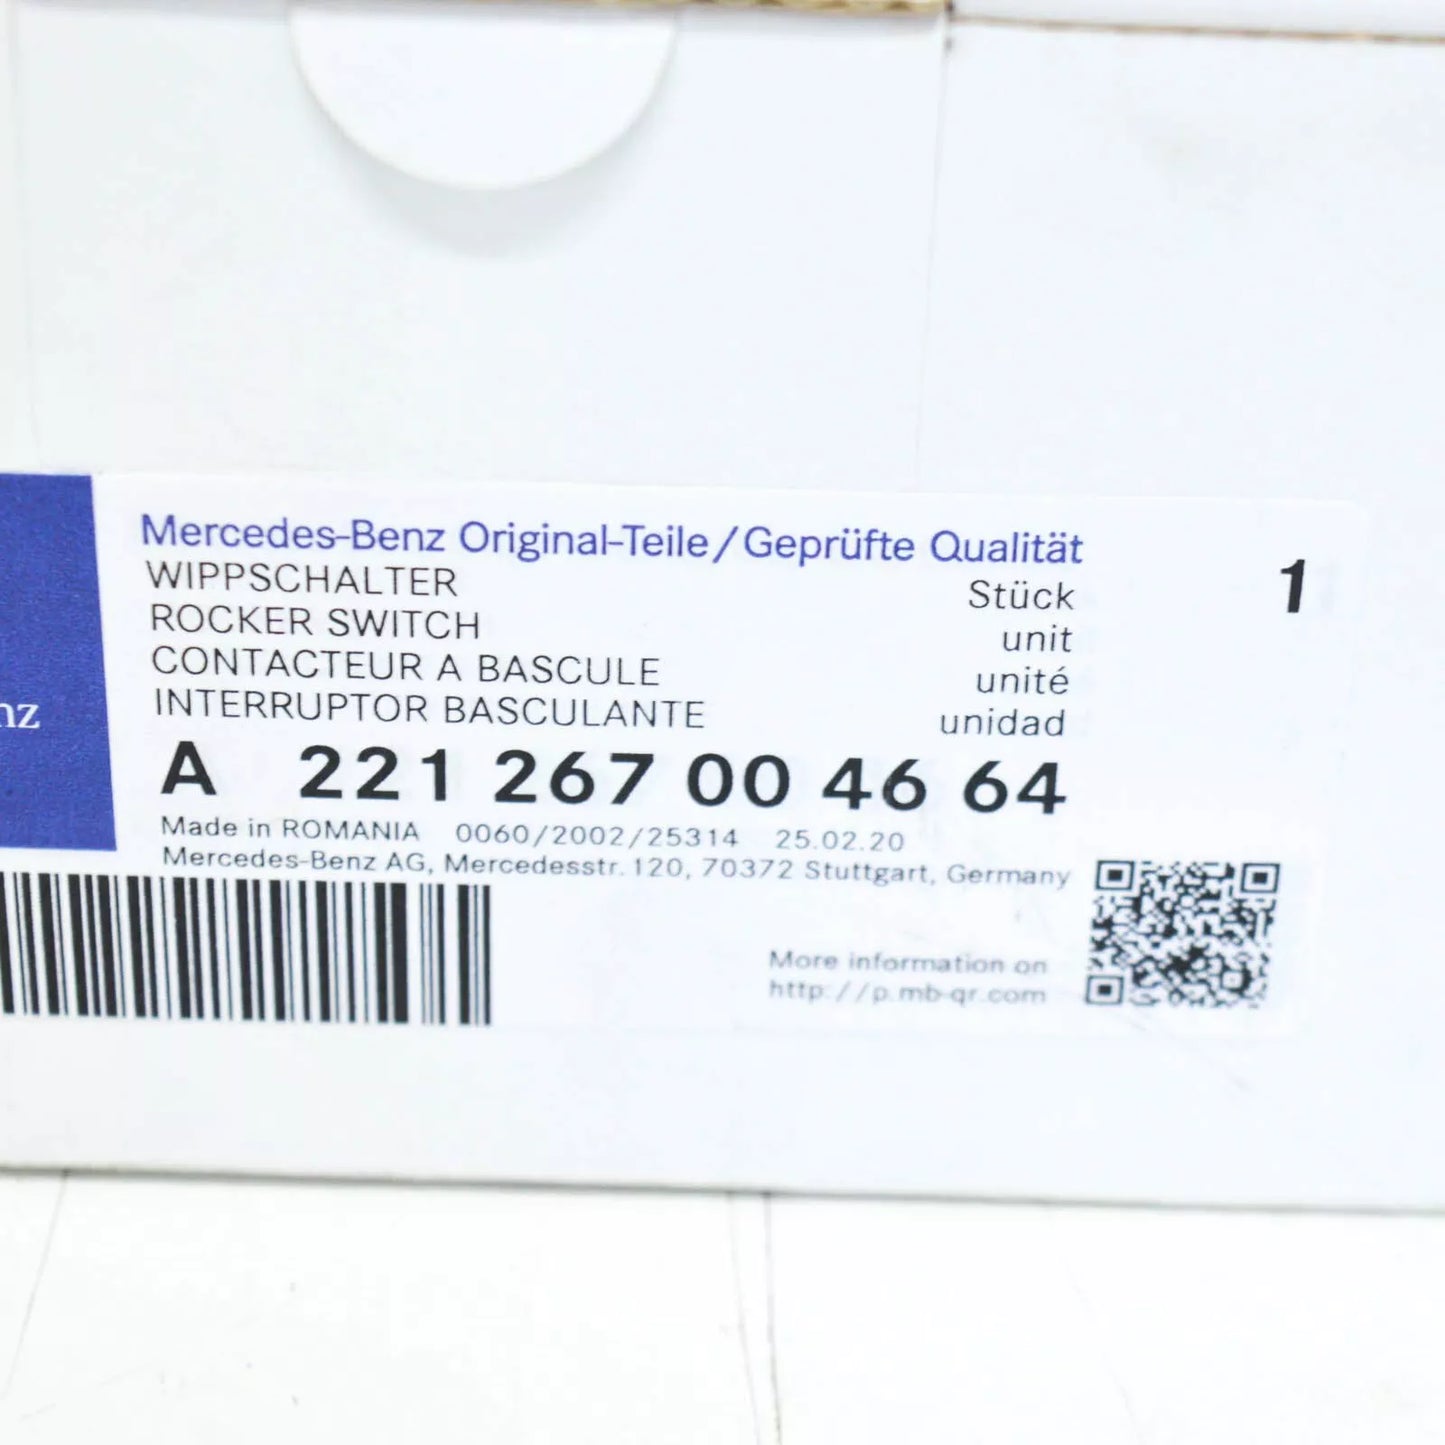 Mercedes-Benz Original-Teile/Geprüfte Qualität
WIPPSCHALTER Stück 1
ROCKER SWITCH unit
CONTACTEUR A BASCULE unité
INTERRUPTOR BASCULANTE unidad
nz
A 221 267 00 46 64
Made in ROMANIA 0060/2002/25314 25.02.20
Mercedes-Benz AG, Mercedesstr. 120, 70372 Stuttgart, Germany
More information on
http://p.mb-qr.com